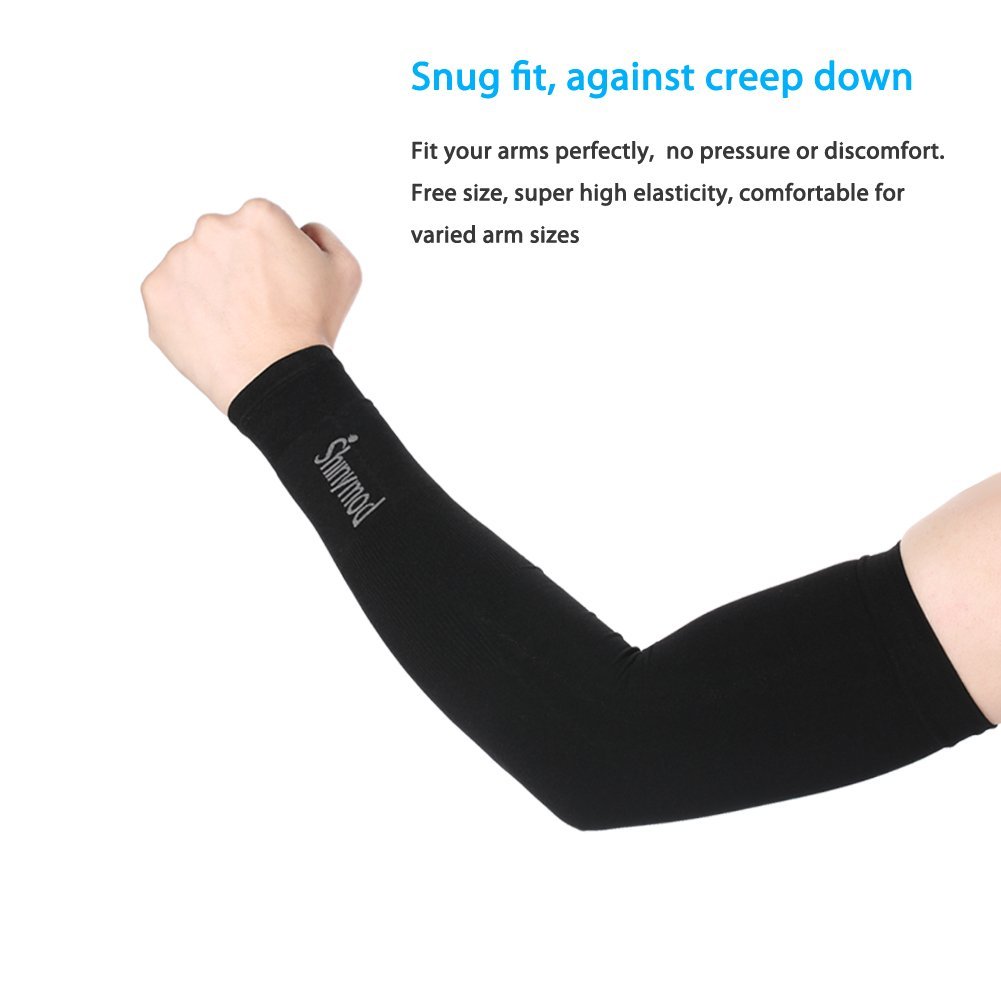 Snug fit, against creep down
Fit your arms perfectly, no pressure or discomfort.
Free size, super high elasticity, comfortable for
varied arm sizes
Shinymod